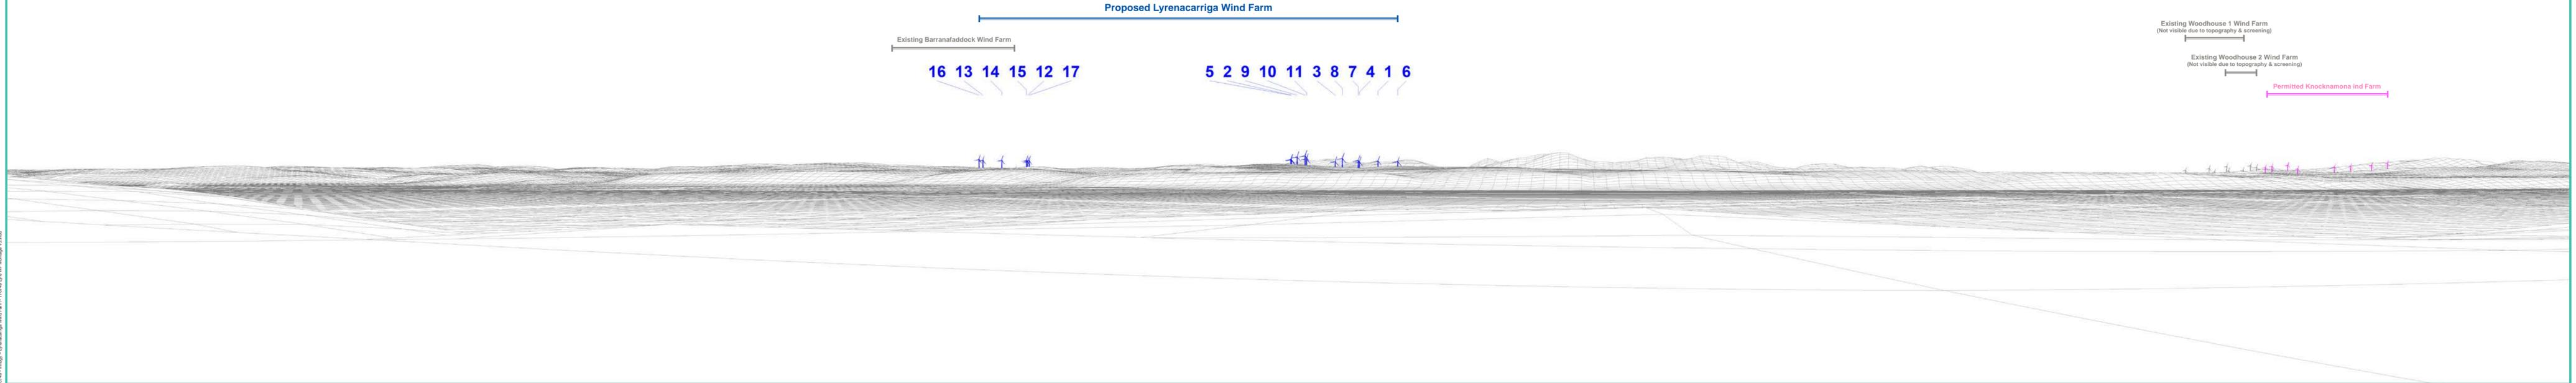 Proposed Lyrenacarriga Wind Farm
Existing Barranafaddock Wind Farm
16 13 14 15 12 17
5 2 9 10 11 3 8 7 4 1 6
Existing Woodhouse 1 Wind Farm
(Not visible due to topography & screening)
Existing Woodhouse 2 Wind Farm
(Not visible due to topography & screening)
Permitted Knocknamona ind Farm